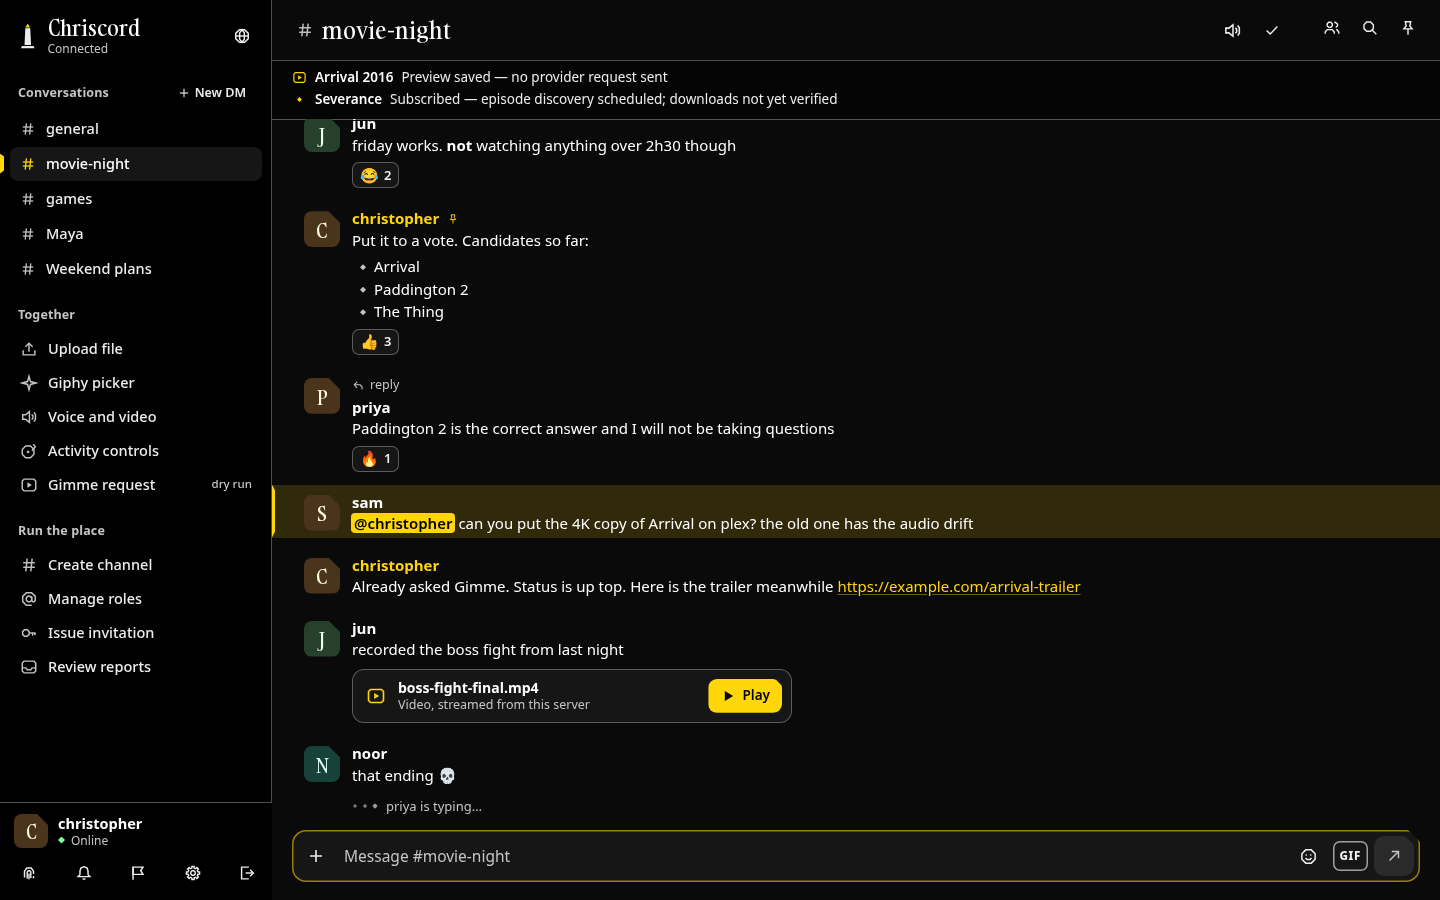 Chriscord
Connected
Conversations
+ New DM
# general
# movie-night
# games
# Maya
# Weekend plans
Together
Upload file
Giphy picker
Voice and video
Activity controls
Gimme request dry run
Run the place
Create channel
Manage roles
Issue invitation
Review reports
C christopher
Online
# movie-night
Arrival 2016 Preview saved — no provider request sent
Severance Subscribed — episode discovery scheduled; downloads not yet verified
J jun
friday works. not watching anything over 2h30 though
😂 2
C christopher
Put it to a vote. Candidates so far:
Arrival
Paddington 2
The Thing
👍 3
reply
P priya
Paddington 2 is the correct answer and I will not be taking questions
🔥 1
S sam
@christopher can you put the 4K copy of Arrival on plex? the old one has the audio drift
C christopher
Already asked Gimme. Status is up top. Here is the trailer meanwhile https://example.com/arrival-trailer
J jun
recorded the boss fight from last night
boss-fight-final.mp4
Video, streamed from this server
Play
N noor
that ending 💀
priya is typing…
+ Message #movie-night GIF